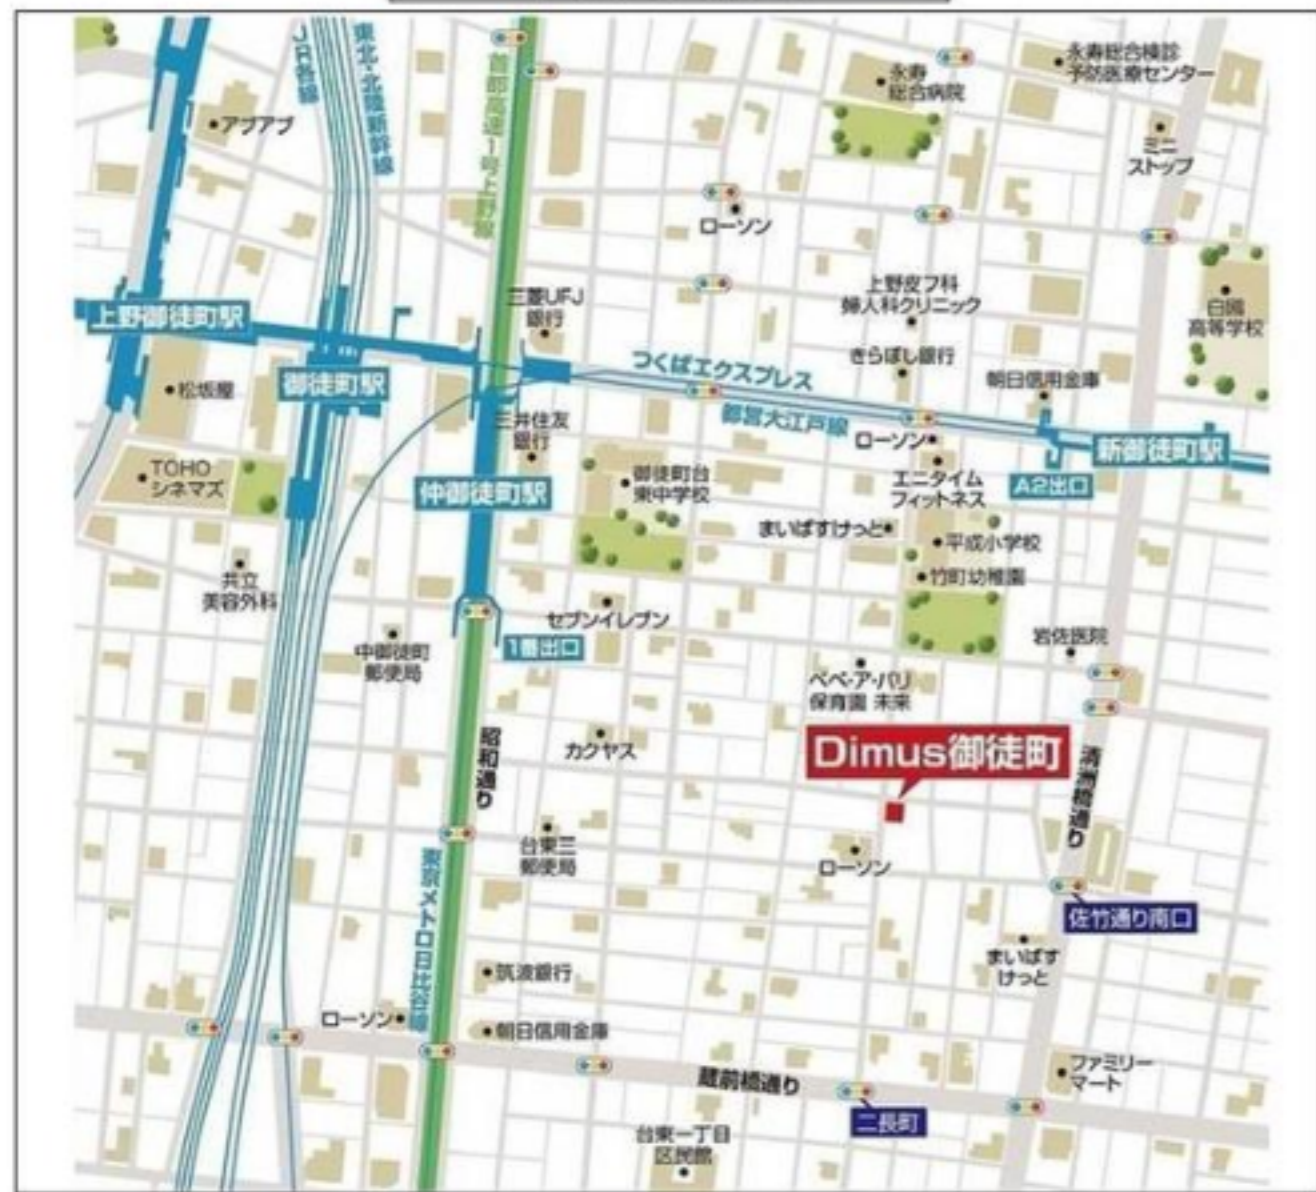 東北・北陸新幹線
首都高速1号上野線
アブアブ
永寿
総合病院
永寿総合検診
予防医療センター
ミニ
ストップ
ローソン
三菱UFJ
銀行
上野皮フ科
婦人科クリニック
白鴎
高等学校
上野御徒町駅
御徒町駅
松坂屋
つくばエクスプレス
きらぼし銀行
朝日信用金庫
都営大江戸線
ローソン
新御徒町駅
三井住友
銀行
TOHO
シネマズ
仲御徒町駅
御徒町台
東中学校
エニタイム
フィットネス
A2出口
まいばすけっと
平成小学校
竹町幼稚園
共立
美容外科
セブンイレブン
1番出口
中御徒町
郵便局
岩佐医院
ベベ・ア・パリ
保育園 未来
カクヤス
昭和通り
Dimus御徒町
清洲橋通り
台東三
郵便局
ローソン
東京メトロ日比谷線
佐竹通り南口
まいばす
けっと
筑波銀行
ローソン
朝日信用金庫
蔵前橋通り
ファミリー
マート
二長町
台東一丁目
区民館